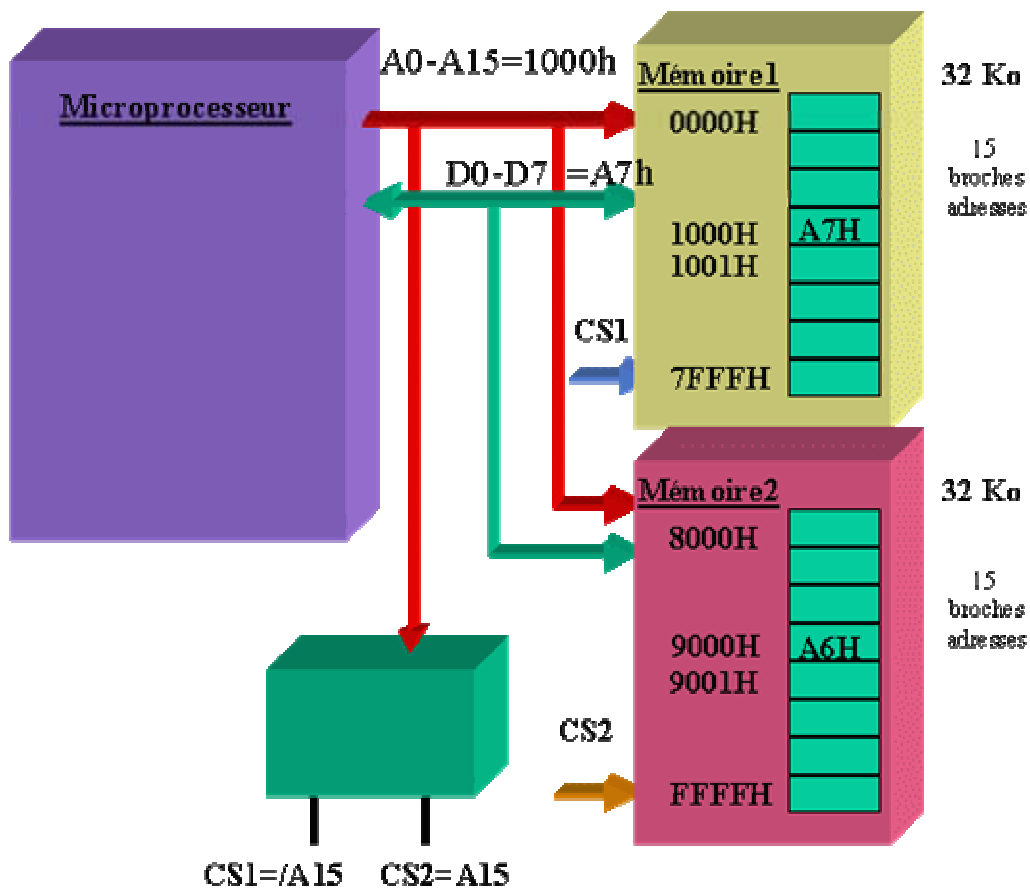 A0-A15=1000h
Microprocesseur
D0-D7 =A7h
Mémoire1
0000H
1000H A7H
1001H
CS1
7FFFH
32 Ko
15
broches
adresses
Mémoire2
8000H
9000H A6H
9001H
CS2
FFFFH
32 Ko
15
broches
adresses
CS1=/A15 CS2=A15